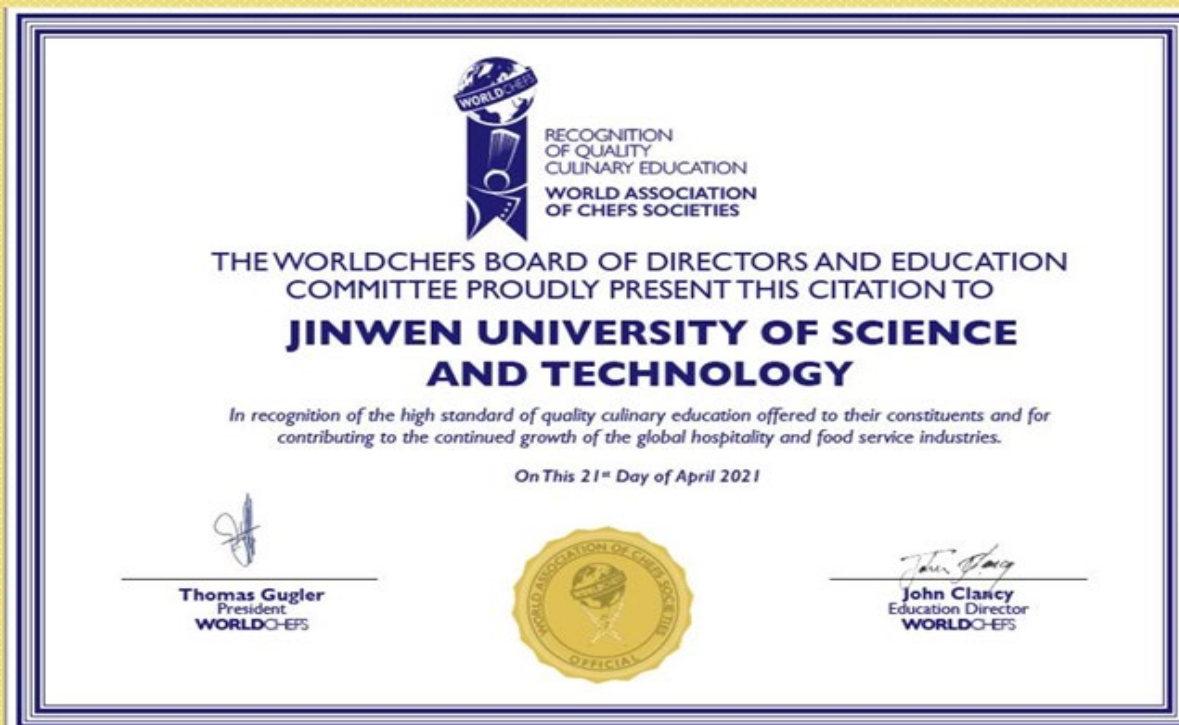 WORLDCHEFS
RECOGNITION
OF QUALITY
CULINARY EDUCATION
WORLD ASSOCIATION
OF CHEFS SOCIETIES
THE WORLDCHEFS BOARD OF DIRECTORS AND EDUCATION
COMMITTEE PROUDLY PRESENT THIS CITATION TO
JINWEN UNIVERSITY OF SCIENCE
AND TECHNOLOGY
In recognition of the high standard of quality culinary education offered to their constituents and for
contributing to the continued growth of the global hospitality and food service industries.
On This 21st Day of April 2021
Thomas Gugler
President
WORLDCHEFS
WORLD ASSOCIATION OF CHEFS SOCIETIES
WORLDCHEFS
OFFICIAL
John Clancy
John Clancy
Education Director
WORLDCHEFS